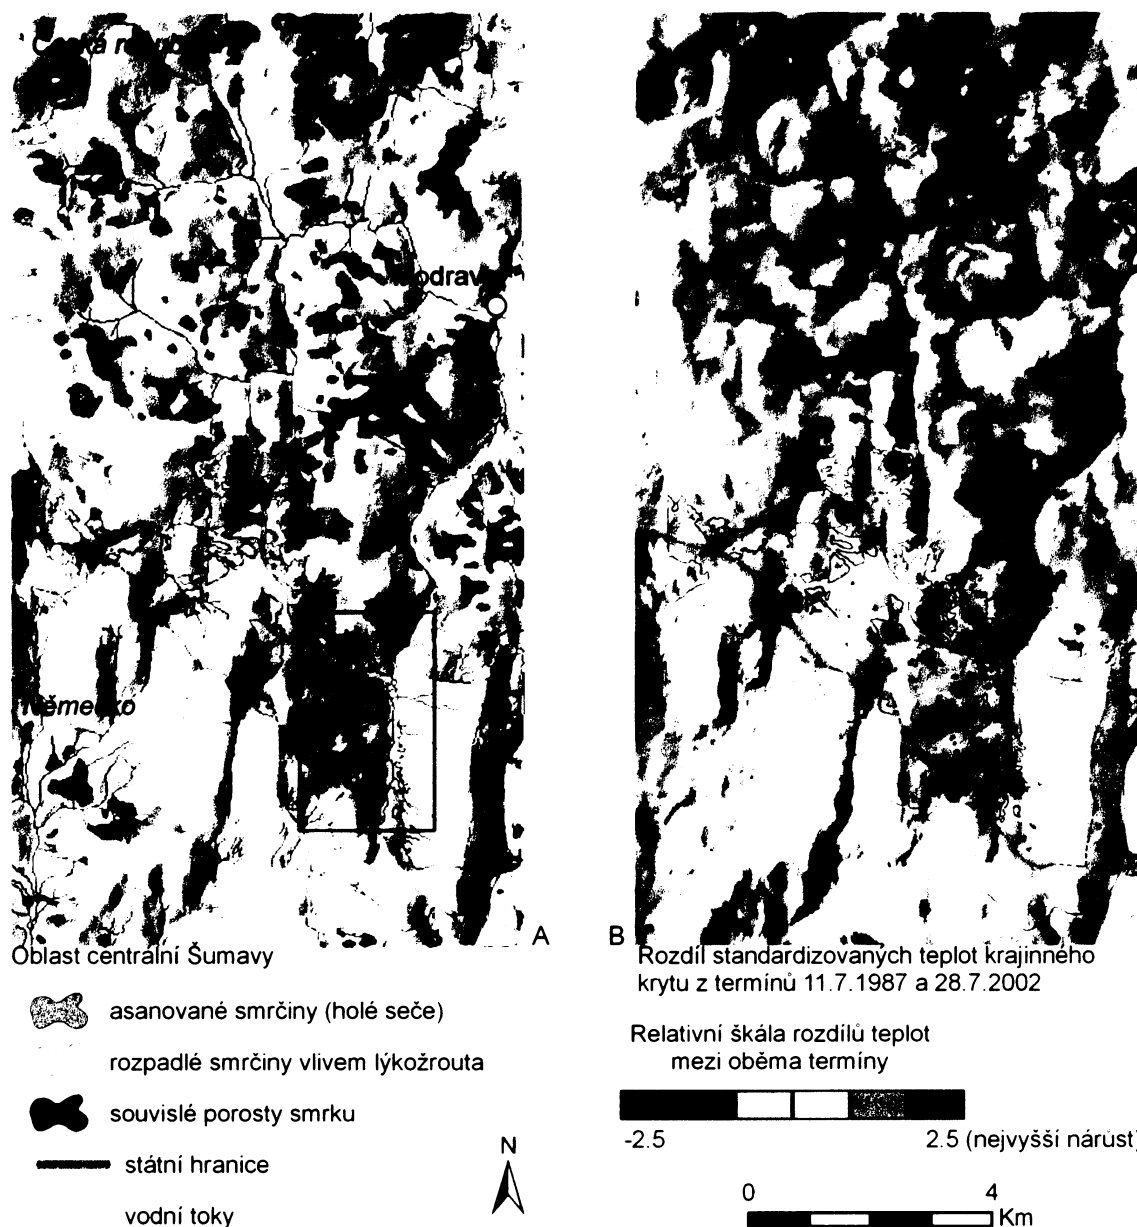 Česká republika
Modrava
Německo
A
B
Oblast centrální Šumavy
asanované smrčiny (holé seče)
rozpadlé smrčiny vlivem lýkožrouta
souvislé porosty smrku
státní hranice
vodní toky
N
Rozdíl standardizovaných teplot krajinného
krytu z termínů 11.7.1987 a 28.7.2002
Relativní škála rozdílů teplot
mezi oběma termíny
-2.5
2.5 (nejvyšší nárůst)
0
4
Km